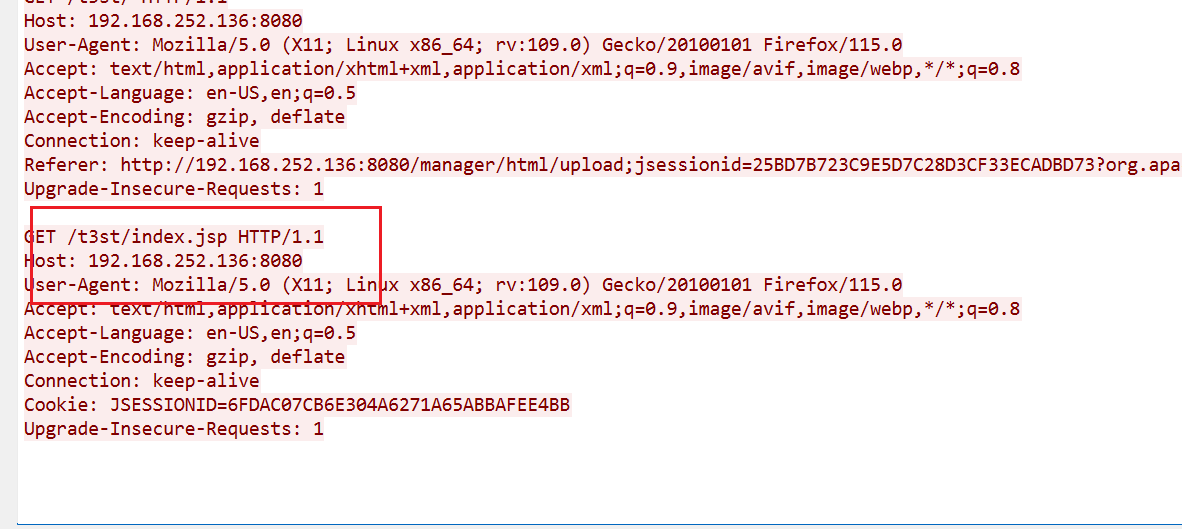 GET /t3st/ HTTP/1.1
Host: 192.168.252.136:8080
User-Agent: Mozilla/5.0 (X11; Linux x86_64; rv:109.0) Gecko/20100101 Firefox/115.0
Accept: text/html,application/xhtml+xml,application/xml;q=0.9,image/avif,image/webp,*/*;q=0.8
Accept-Language: en-US,en;q=0.5
Accept-Encoding: gzip, deflate
Connection: keep-alive
Referer: http://192.168.252.136:8080/manager/html/upload;jsessionid=25BD7B723C9E5D7C28D3CF33ECADBD73?org.apa
Upgrade-Insecure-Requests: 1
GET /t3st/index.jsp HTTP/1.1
Host: 192.168.252.136:8080
User-Agent: Mozilla/5.0 (X11; Linux x86_64; rv:109.0) Gecko/20100101 Firefox/115.0
Accept: text/html,application/xhtml+xml,application/xml;q=0.9,image/avif,image/webp,*/*;q=0.8
Accept-Language: en-US,en;q=0.5
Accept-Encoding: gzip, deflate
Connection: keep-alive
Cookie: JSESSIONID=6FDAC07CB6E304A6271A65ABBAFEE4BB
Upgrade-Insecure-Requests: 1